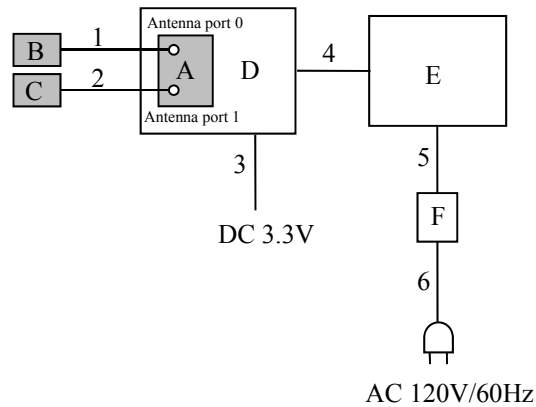 Antenna port 0
B 1 A D 4 E
C 2
Antenna port 1
3 5
DC 3.3V F
6
AC 120V/60Hz